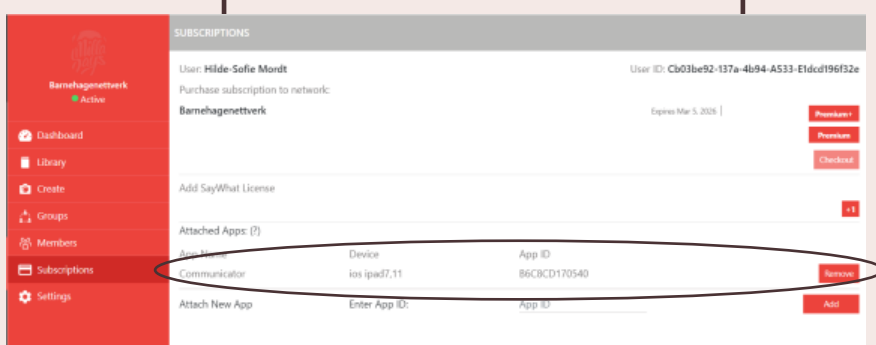 Hilde
Says
SUBSCRIPTIONS
Barnehagenettverk
Active
User: Hilde-Sofie Mordt
User ID: Cb03be92-137a-4b94-A533-E1dcd196f32e
Purchase subscription to network:
Barnehagenettverk
Expires Mar 5, 2026
Premium+
Dashboard
Premium
Library
Checkout
Create
Add SayWhat License
+1
Groups
Attached Apps: (?)
Members
App Name Device App ID
Subscriptions
Communicator ios ipad7,11 B6C8CD170540 Remove
Settings
Attach New App Enter App ID: App ID Add